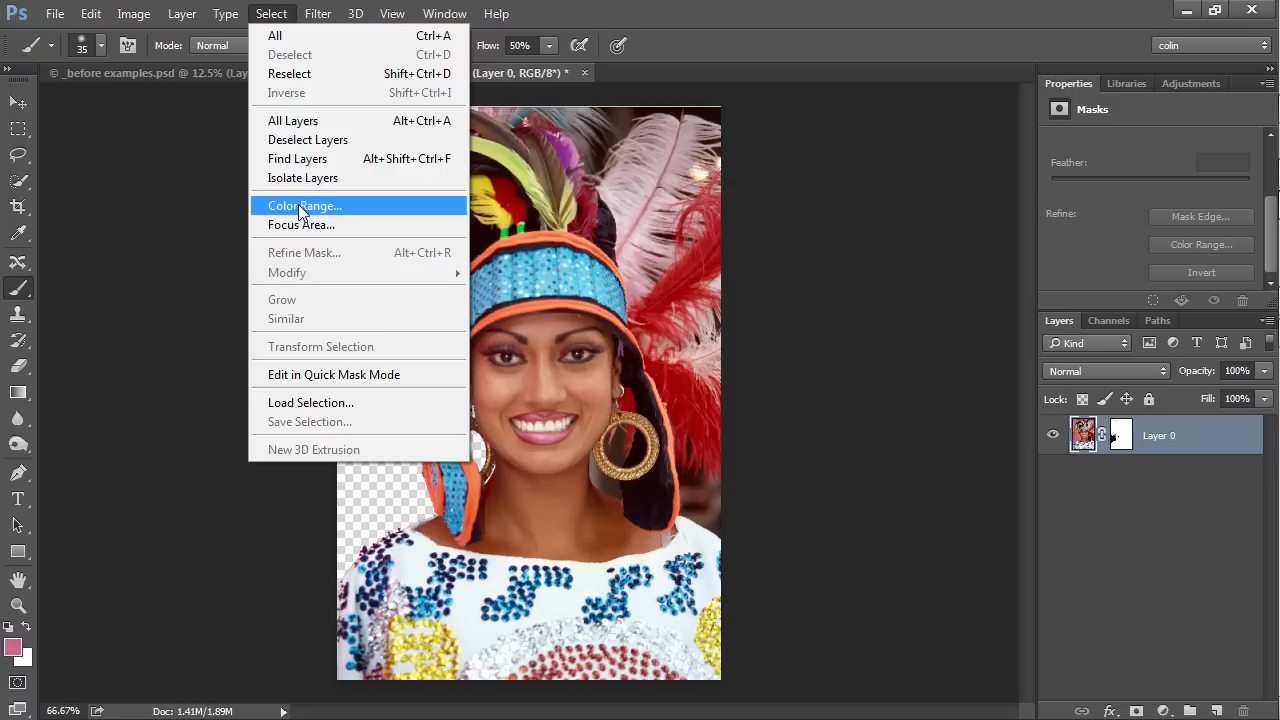 Ps File Edit Image Layer Type Select Filter 3D View Window Help
35 Mode: Normal Flow: 50% colin
© _before examples.psd @ 12.5% (Lay (Layer 0, RGB/8*) *
All Ctrl+A
Deselect Ctrl+D
Reselect Shift+Ctrl+D
Inverse Shift+Ctrl+I
All Layers Alt+Ctrl+A
Deselect Layers
Find Layers Alt+Shift+Ctrl+F
Isolate Layers
Color Range...
Focus Area...
Refine Mask... Alt+Ctrl+R
Modify
Grow
Similar
Transform Selection
Edit in Quick Mask Mode
Load Selection...
Save Selection...
New 3D Extrusion
Properties Libraries Adjustments
Masks
Feather:
Refine: Mask Edge...
Color Range...
Invert
Layers Channels Paths
Kind
Normal Opacity: 100%
Lock: Fill: 100%
Layer 0
66.67% Doc: 1.41M/1.89M